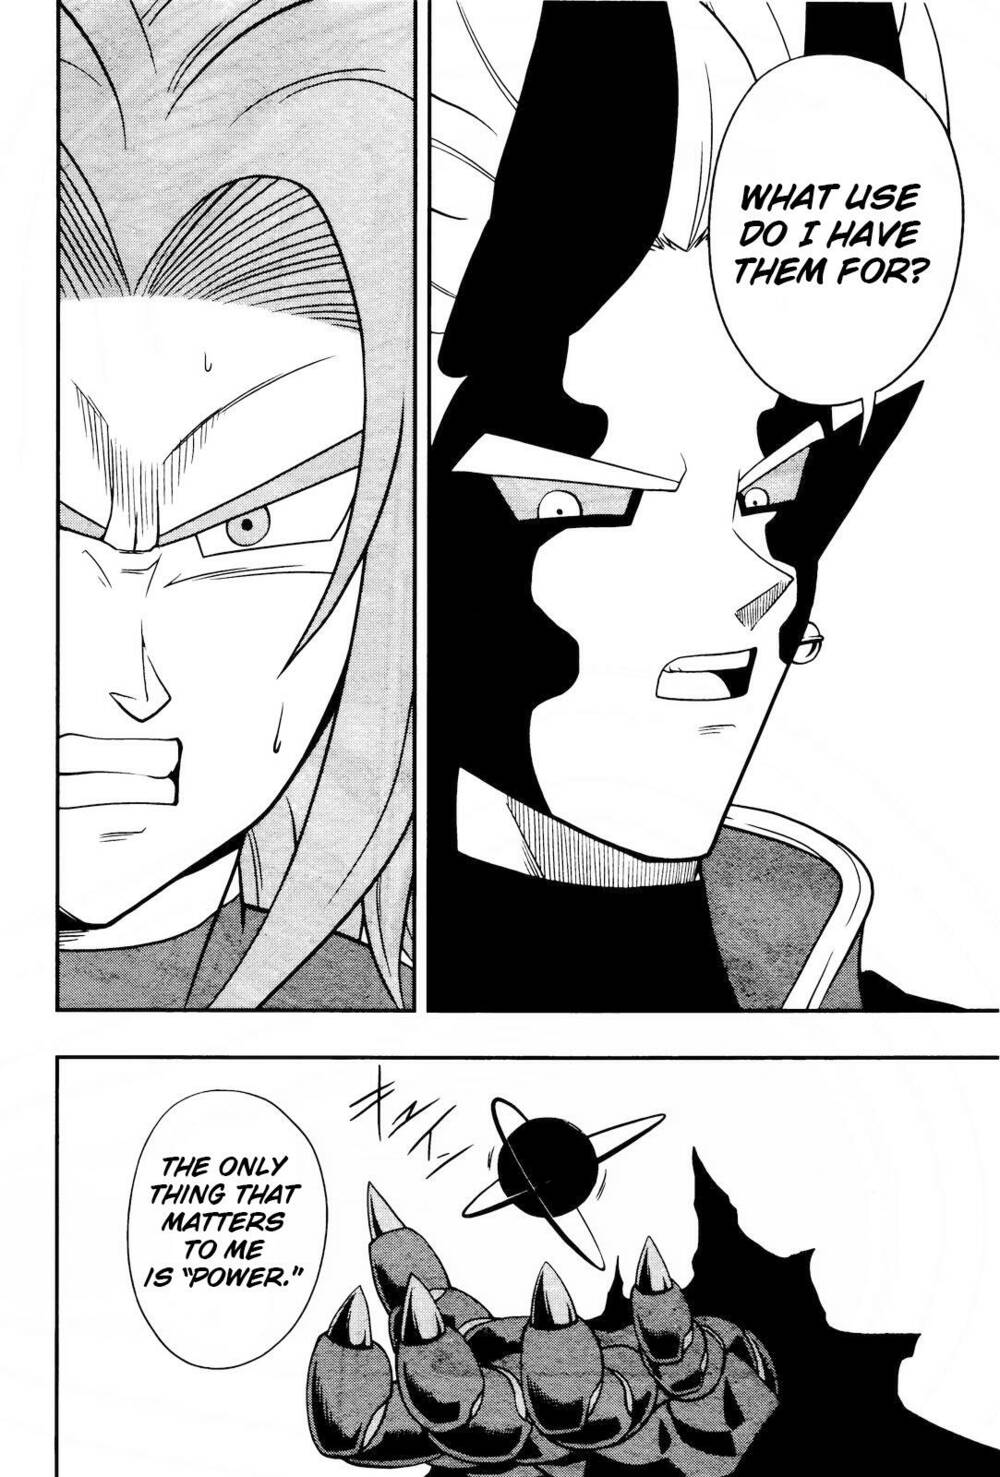 WHAT USE
DO I HAVE
THEM FOR?
THE ONLY
THING THAT
MATTERS
TO ME
IS "POWER."